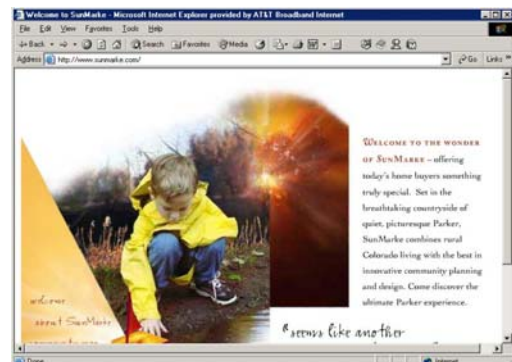 Welcome to SunMarke - Microsoft Internet Explorer provided by AT&T Broadband Internet
File Edit View Favorites Tools Help
Back Search Favorites Media
Address http://www.sunmarke.com/ Go Links »
WELCOME TO THE WONDER
OF SUNMARKE – offering
today's home buyers something
truly special. Set in the
breathtaking countryside of
quiet, picturesque Parker,
SunMarke combines rural
Colorado living with the best in
innovative community planning
and design. Come discover the
ultimate Parker experience.
welcome
about SunMarke
"seems like another
Done Internet